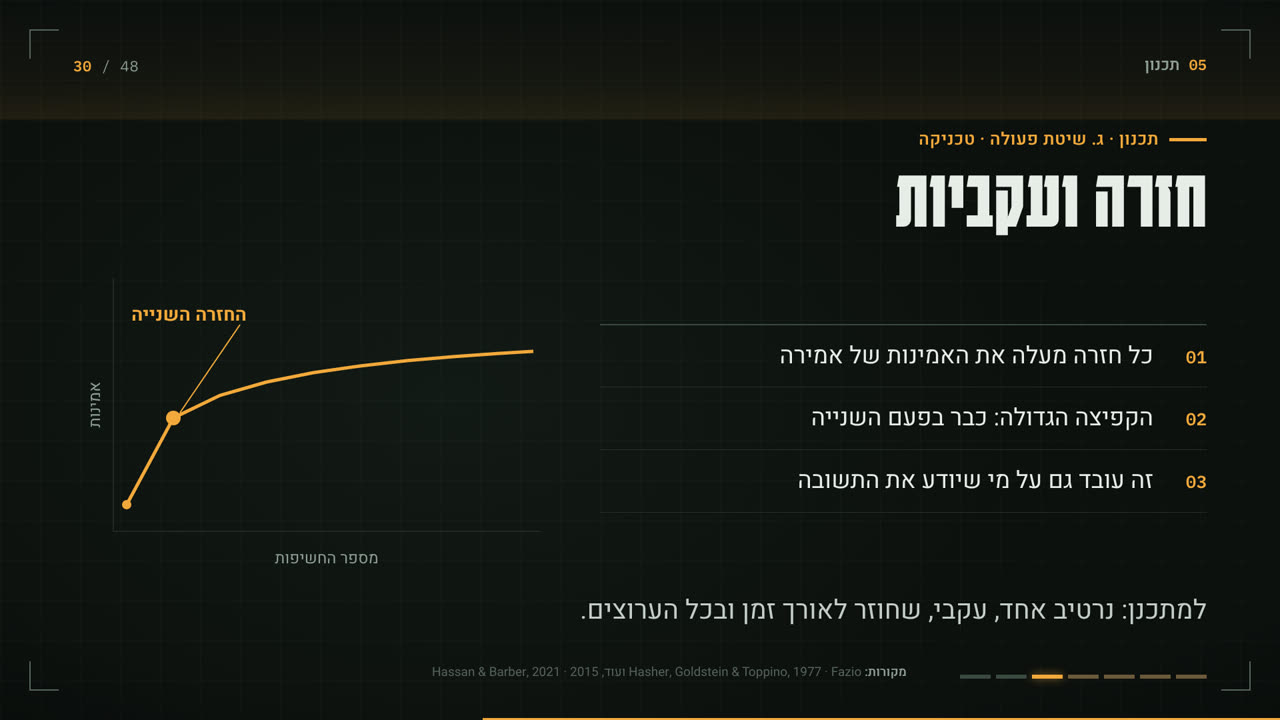 05 תכנון
30 / 48
תכנון · ג. שיטת פעולה · טכניקה
חזרה ועקביות
01 כל חזרה מעלה את האמינות של אמירה
02 הקפיצה הגדולה: כבר בפעם השנייה
03 זה עובד גם על מי שיודע את התשובה
החזרה השנייה
אמינות
מספר החשיפות
למתכנן: נרטיב אחד, עקבי, שחוזר לאורך זמן ובכל הערוצים.
מקורות: Hasher, Goldstein & Toppino, 1977 · Fazio ועוד, 2015 · Hassan & Barber, 2021